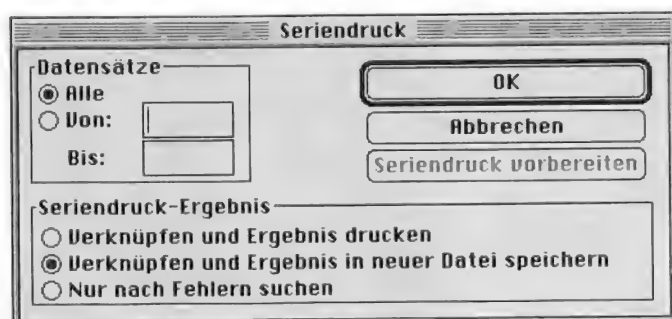 Seriendruck
Datensätze
Alle
Von:
Bis:
OK
Abbrechen
Seriendruck vorbereiten
Seriendruck-Ergebnis
Verknüpfen und Ergebnis drucken
Verknüpfen und Ergebnis in neuer Datei speichern
Nur nach Fehlern suchen